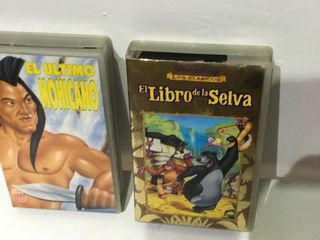 EL ULTIMO
MOHICANO
LOS CLASICOS
El Libro de la Selva